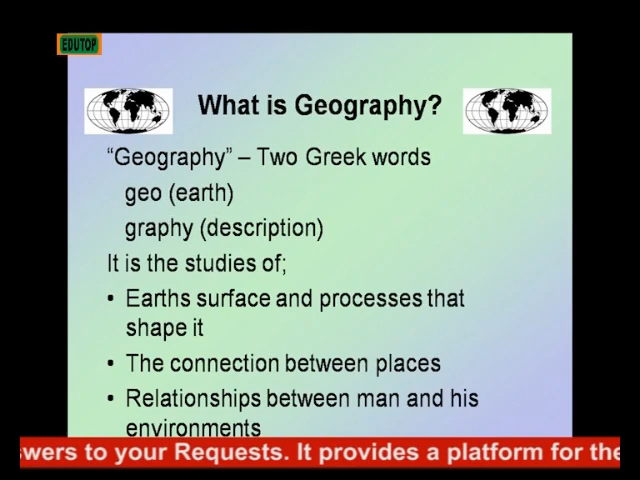 EDUTOP
What is Geography?
“Geography” – Two Greek words
geo (earth)
graphy (description)
It is the studies of;
• Earths surface and processes that
shape it
• The connection between places
• Relationships between man and his
environments
to your Requests. It provides a platform for the